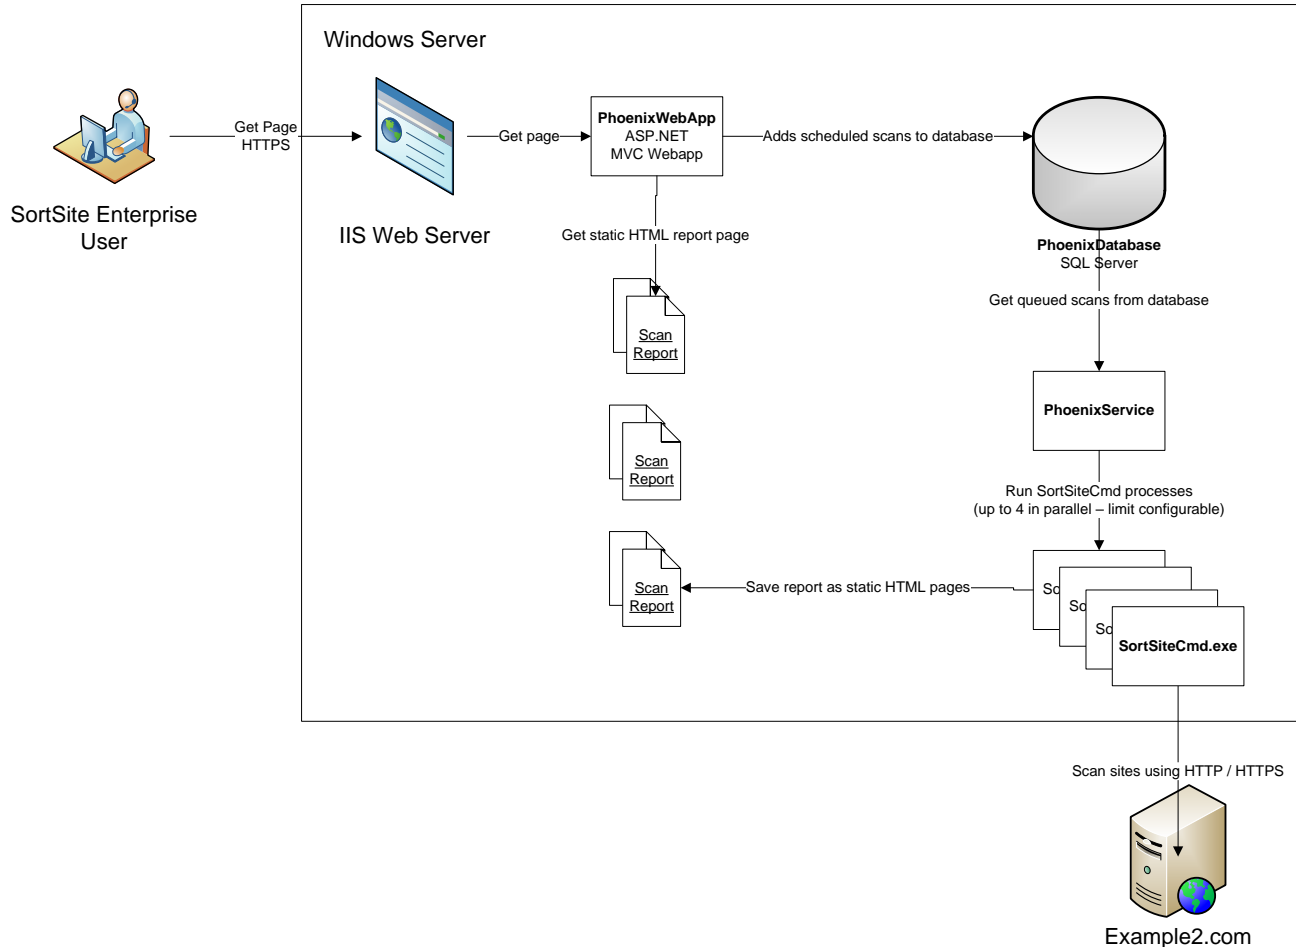 Windows Server
Get Page
HTTPS
SortSite Enterprise
User
IIS Web Server
Get page
PhoenixWebApp
ASP.NET
MVC Webapp
Adds scheduled scans to database
PhoenixDatabase
SQL Server
Get static HTML report page
Scan
Report
Scan
Report
Scan
Report
Get queued scans from database
PhoenixService
Run SortSiteCmd processes
(up to 4 in parallel – limit configurable)
Save report as static HTML pages
So
So
So
SortSiteCmd.exe
Scan sites using HTTP / HTTPS
Example2.com